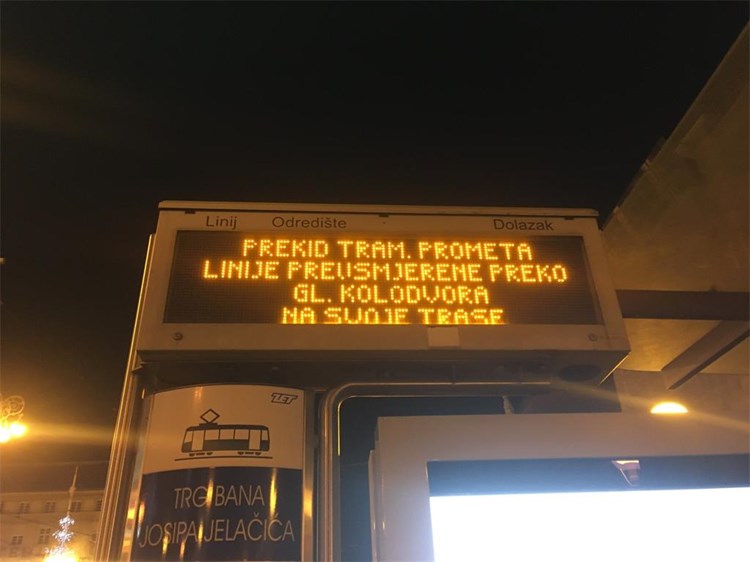 Linij Odredište Dolazak
PREKID TRAM. PROMETA
LINIJE PREUSMJERENE PREKO
GL. KOLODVORA
NA SVOJE TRASE
ZET
TRG BANA
JOSIPA JELAČIĆA